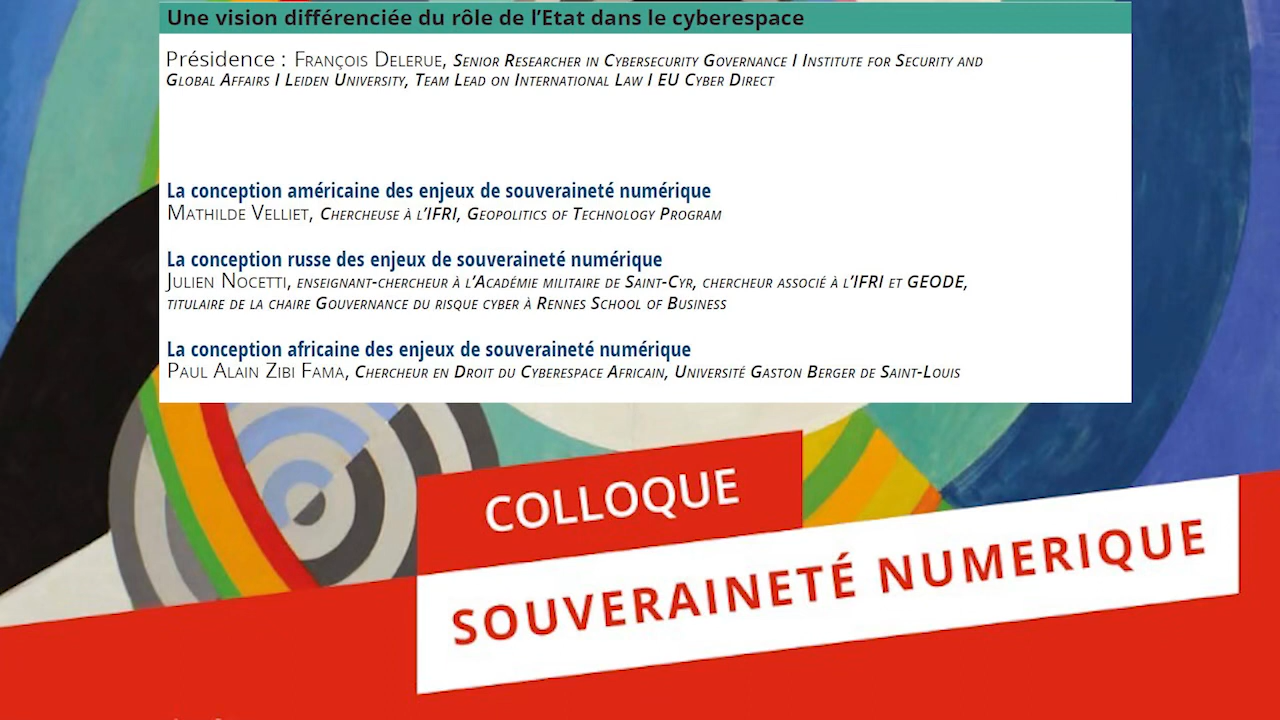 Une vision différenciée du rôle de l’Etat dans le cyberespace
Présidence : François Delerue, Senior Researcher in Cybersecurity Governance I Institute for Security and
Global Affairs I Leiden University, Team Lead on International Law I EU Cyber Direct
La conception américaine des enjeux de souveraineté numérique
Mathilde Velliet, Chercheuse à l’IFRI, Geopolitics of Technology Program
La conception russe des enjeux de souveraineté numérique
Julien Nocetti, enseignant-chercheur à l’Académie militaire de Saint-Cyr, chercheur associé à l’IFRI et GEODE,
titulaire de la chaire Gouvernance du risque cyber à Rennes School of Business
La conception africaine des enjeux de souveraineté numérique
Paul Alain Zibi Fama, Chercheur en Droit du Cyberespace Africain, Université Gaston Berger de Saint-Louis
COLLOQUE
SOUVERAINETÉ NUMERIQUE